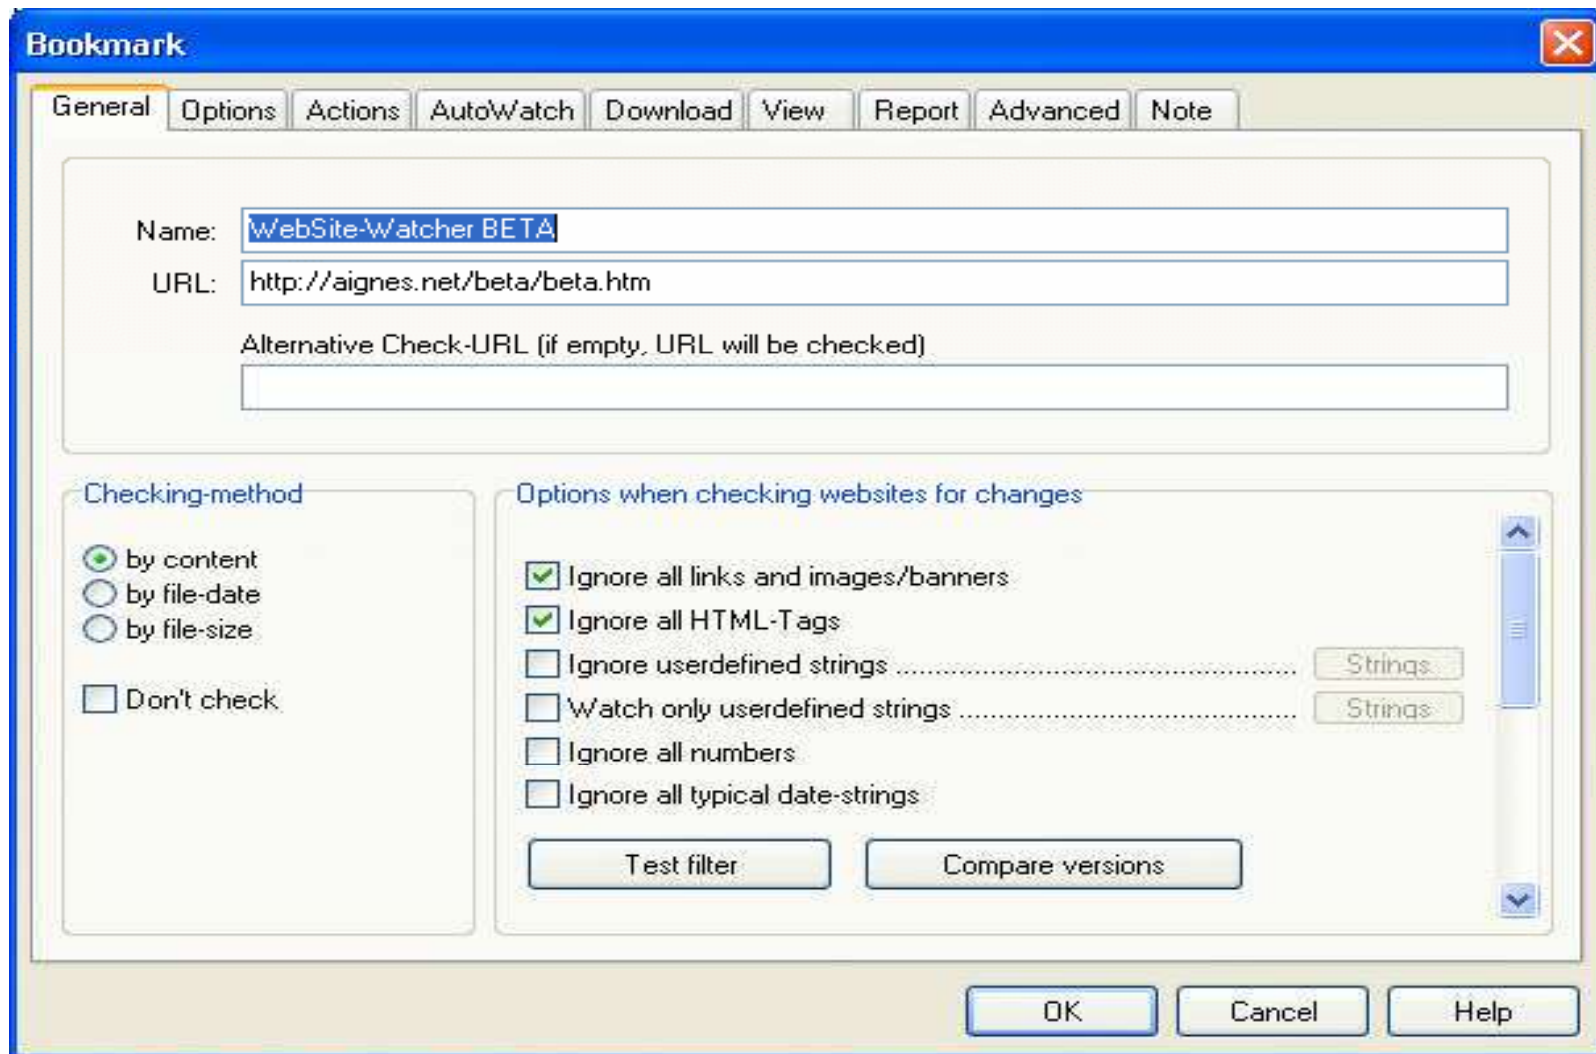 Bookmark
General Options Actions AutoWatch Download View Report Advanced Note
Name: WebSite-Watcher BETA
URL: http://aignes.net/beta/beta.htm
Alternative Check-URL (if empty, URL will be checked)
Checking-method
by content
by file-date
by file-size
Don't check
Options when checking websites for changes
Ignore all links and images/banners
Ignore all HTML-Tags
Ignore userdefined strings ........................................................ Strings
Watch only userdefined strings ............................................... Strings
Ignore all numbers
Ignore all typical date-strings
Test filter Compare versions
OK Cancel Help